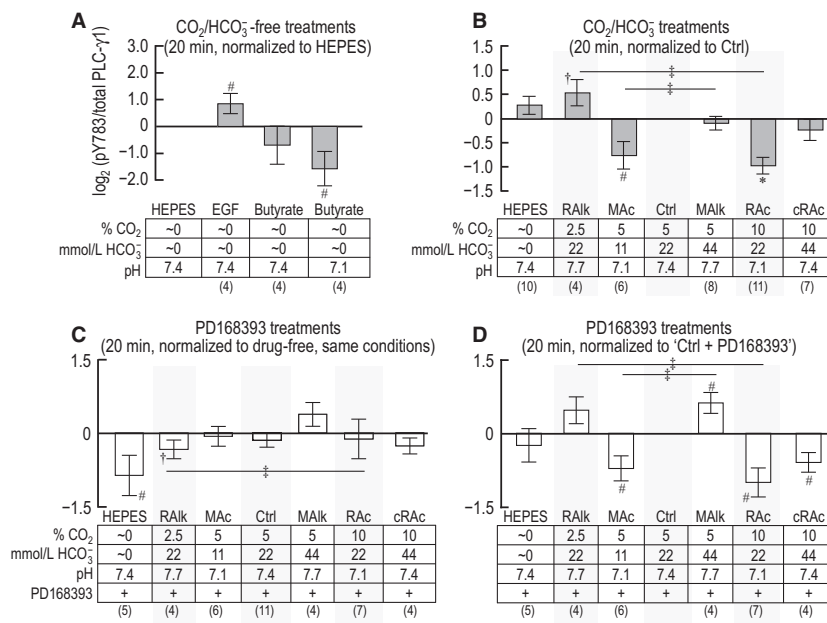 A
CO₂/HCO₃⁻-free treatments
(20 min, normalized to HEPES)
log₂ (pY783/total PLC-γ1)
3.0
2.0
1.0
0
−1.0
−2.0
#
#
HEPES EGF Butyrate Butyrate
% CO₂ ~0 ~0 ~0 ~0
mmol/L HCO₃⁻ ~0 ~0 ~0 ~0
pH 7.4 7.4 7.4 7.1
(4) (4) (4)
B
CO₂/HCO₃⁻ treatments
(20 min, normalized to Ctrl)
1.5
1.0
0.5
0
−0.5
−1.0
−1.5
† ‡
‡
#
*
HEPES RAlk MAc Ctrl MAlk RAc cRAc
% CO₂ ~0 2.5 5 5 5 10 10
mmol/L HCO₃⁻ ~0 22 11 22 44 22 44
pH 7.4 7.7 7.1 7.4 7.7 7.1 7.4
(10) (4) (6) (8) (11) (7)
C
PD168393 treatments
(20 min, normalized to drug-free, same conditions)
1.5
0
−1.5
† ‡
#
HEPES RAlk MAc Ctrl MAlk RAc cRAc
% CO₂ ~0 2.5 5 5 5 10 10
mmol/L HCO₃⁻ ~0 22 11 22 44 22 44
pH 7.4 7.7 7.1 7.4 7.7 7.1 7.4
PD168393 + + + + + + +
(5) (4) (6) (11) (4) (7) (4)
D
PD168393 treatments
(20 min, normalized to ‘Ctrl + PD168393’)
1.5
0
−1.5
‡
‡
#
# # #
HEPES RAlk MAc Ctrl MAlk RAc cRAc
% CO₂ ~0 2.5 5 5 5 10 10
mmol/L HCO₃⁻ ~0 22 11 22 44 22 44
pH 7.4 7.7 7.1 7.4 7.7 7.1 7.4
PD168393 + + + + + + +
(5) (4) (6) (4) (7) (4)